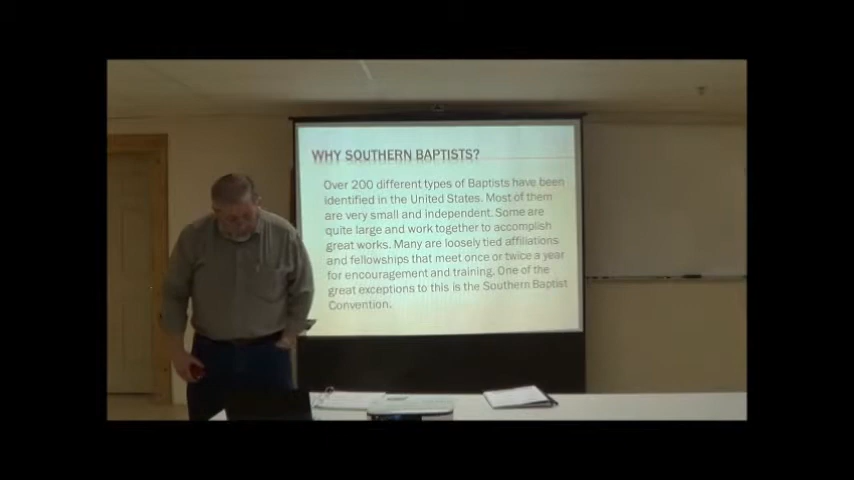 WHY SOUTHERN BAPTISTS?
Over 200 different types of Baptists have been
identified in the United States. Most of them
are very small and independent. Some are
quite large and work together to accomplish
great works. Many are loosely tied affiliations
and fellowships that meet once or twice a year
for encouragement and training. One of the
great exceptions to this is the Southern Baptist
Convention.